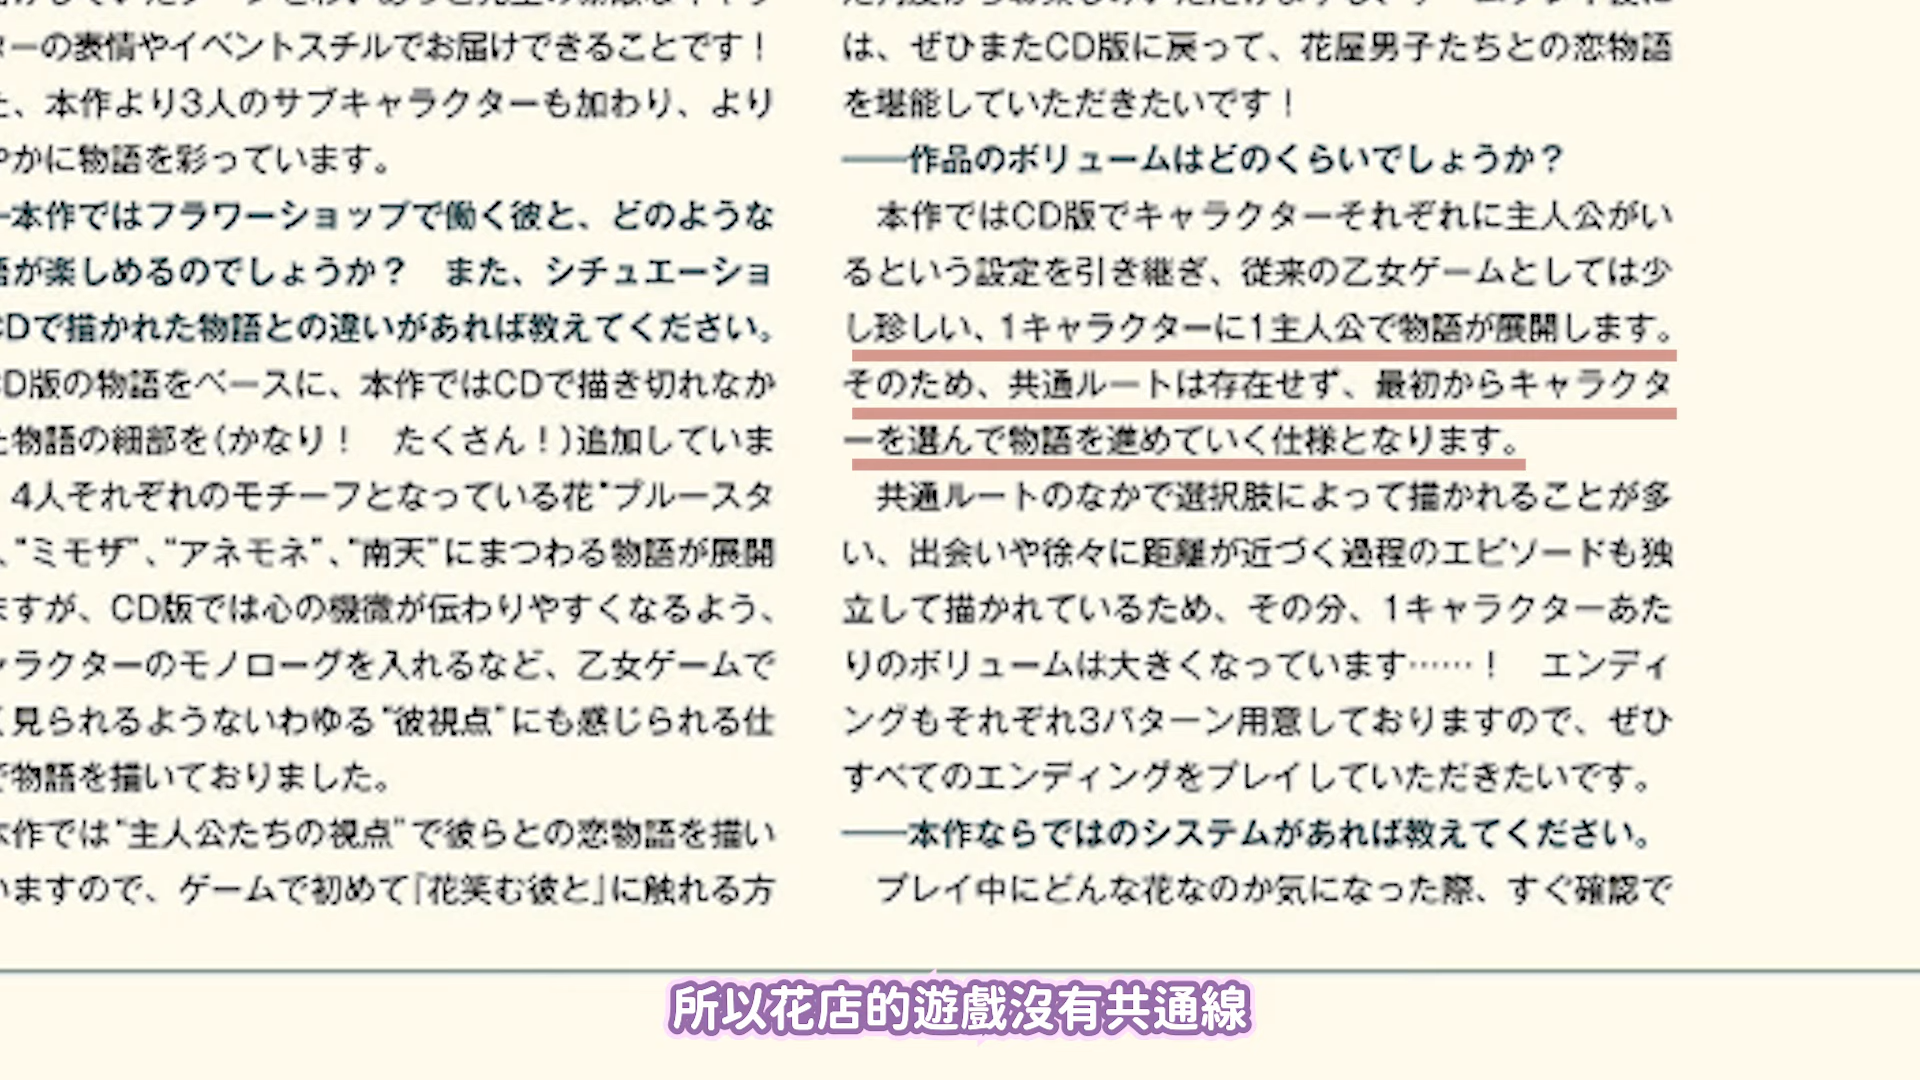 ーの表情やイベントスチルでお届けできることです！
、本作より3人のサブキャラクターも加わり、より
やかに物語を彩っています。
本作ではフラワーショップで働く彼と、どのような
語が楽しめるのでしょうか？　また、シチュエーショ
CDで描かれた物語との違いがあれば教えてください。
CD版の物語をベースに、本作ではCDで描き切れなか
た物語の細部を(かなり！　たくさん！)追加していま
4人それぞれのモチーフとなっている花“ブルースタ
、“ミモザ”、“アネモネ”、“南天”にまつわる物語が展開
ますが、CD版では心の機微が伝わりやすくなるよう、
ャラクターのモノローグを入れるなど、乙女ゲームで
く見られるようないわゆる“彼視点”にも感じられる仕
で物語を描いておりました。
本作では“主人公たちの視点”で彼らとの恋物語を描い
いますので、ゲームで初めて「花笑む彼と」に触れる方
は、ぜひまたCD版に戻って、花屋男子たちとの恋物語
を堪能していただきたいです！
――作品のボリュームはどのくらいでしょうか？
本作ではCD版でキャラクターそれぞれに主人公がい
るという設定を引き継ぎ、従来の乙女ゲームとしては少
し珍しい、1キャラクターに1主人公で物語が展開します。
そのため、共通ルートは存在せず、最初からキャラクタ
ーを選んで物語を進めていく仕様となります。
共通ルートのなかで選択肢によって描かれることが多
い、出会いや徐々に距離が近づく過程のエピソードも独
立して描かれているため、その分、1キャラクターあた
りのボリュームは大きくなっています……！　エンディ
ングもそれぞれ3パターン用意しておりますので、ぜひ
すべてのエンディングをプレイしていただきたいです。
――本作ならではのシステムがあれば教えてください。
プレイ中にどんな花なのか気になった際、すぐ確認で
所以花店的遊戲沒有共通線